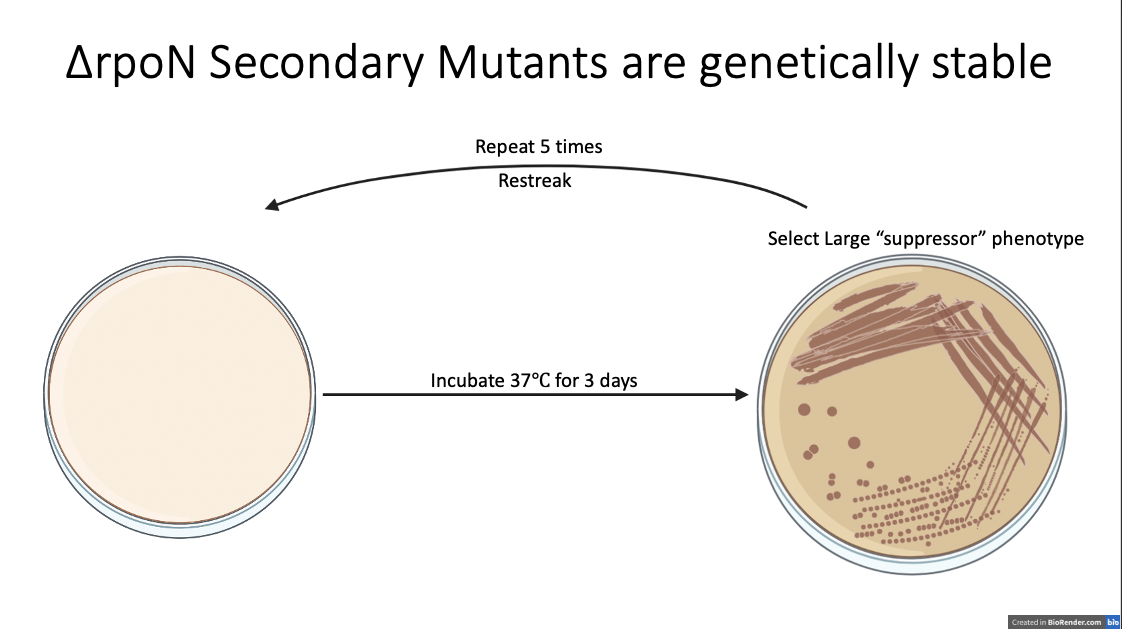 ΔrpoN Secondary Mutants are genetically stable
Repeat 5 times
Restreak
Select Large “suppressor” phenotype
Incubate 37℃ for 3 days
Created in BioRender.com bio